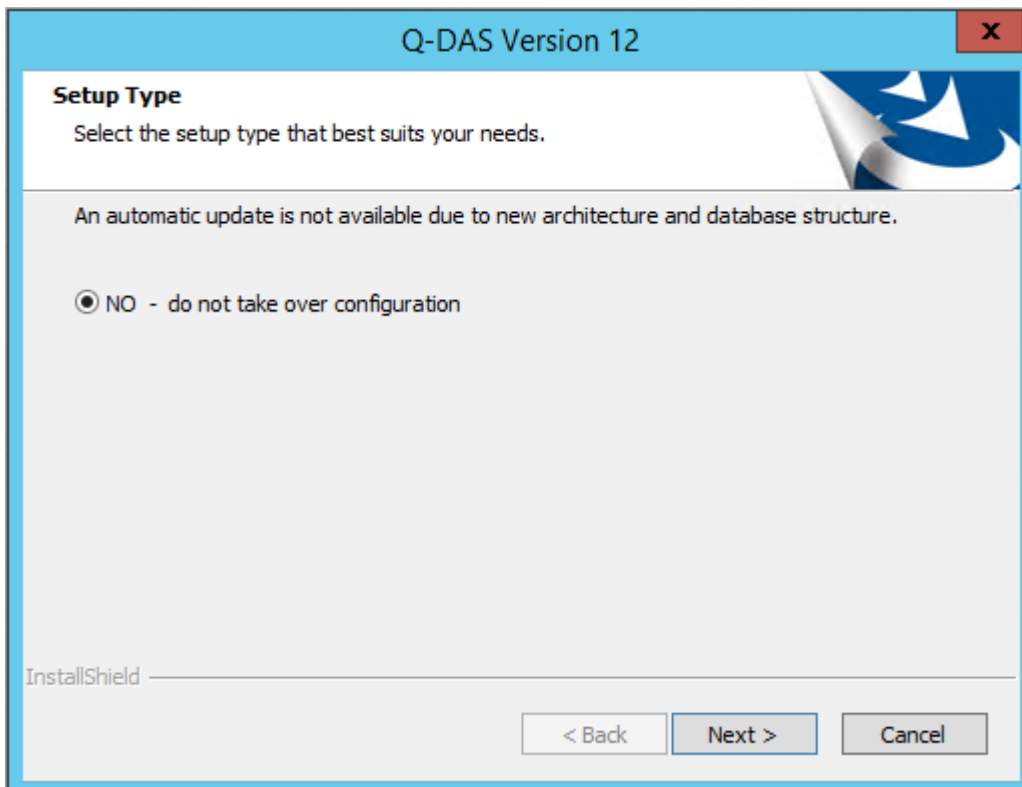 Q-DAS Version 12
x
Setup Type
Select the setup type that best suits your needs.
An automatic update is not available due to new architecture and database structure.
NO - do not take over configuration
InstallShield
< Back Next > Cancel